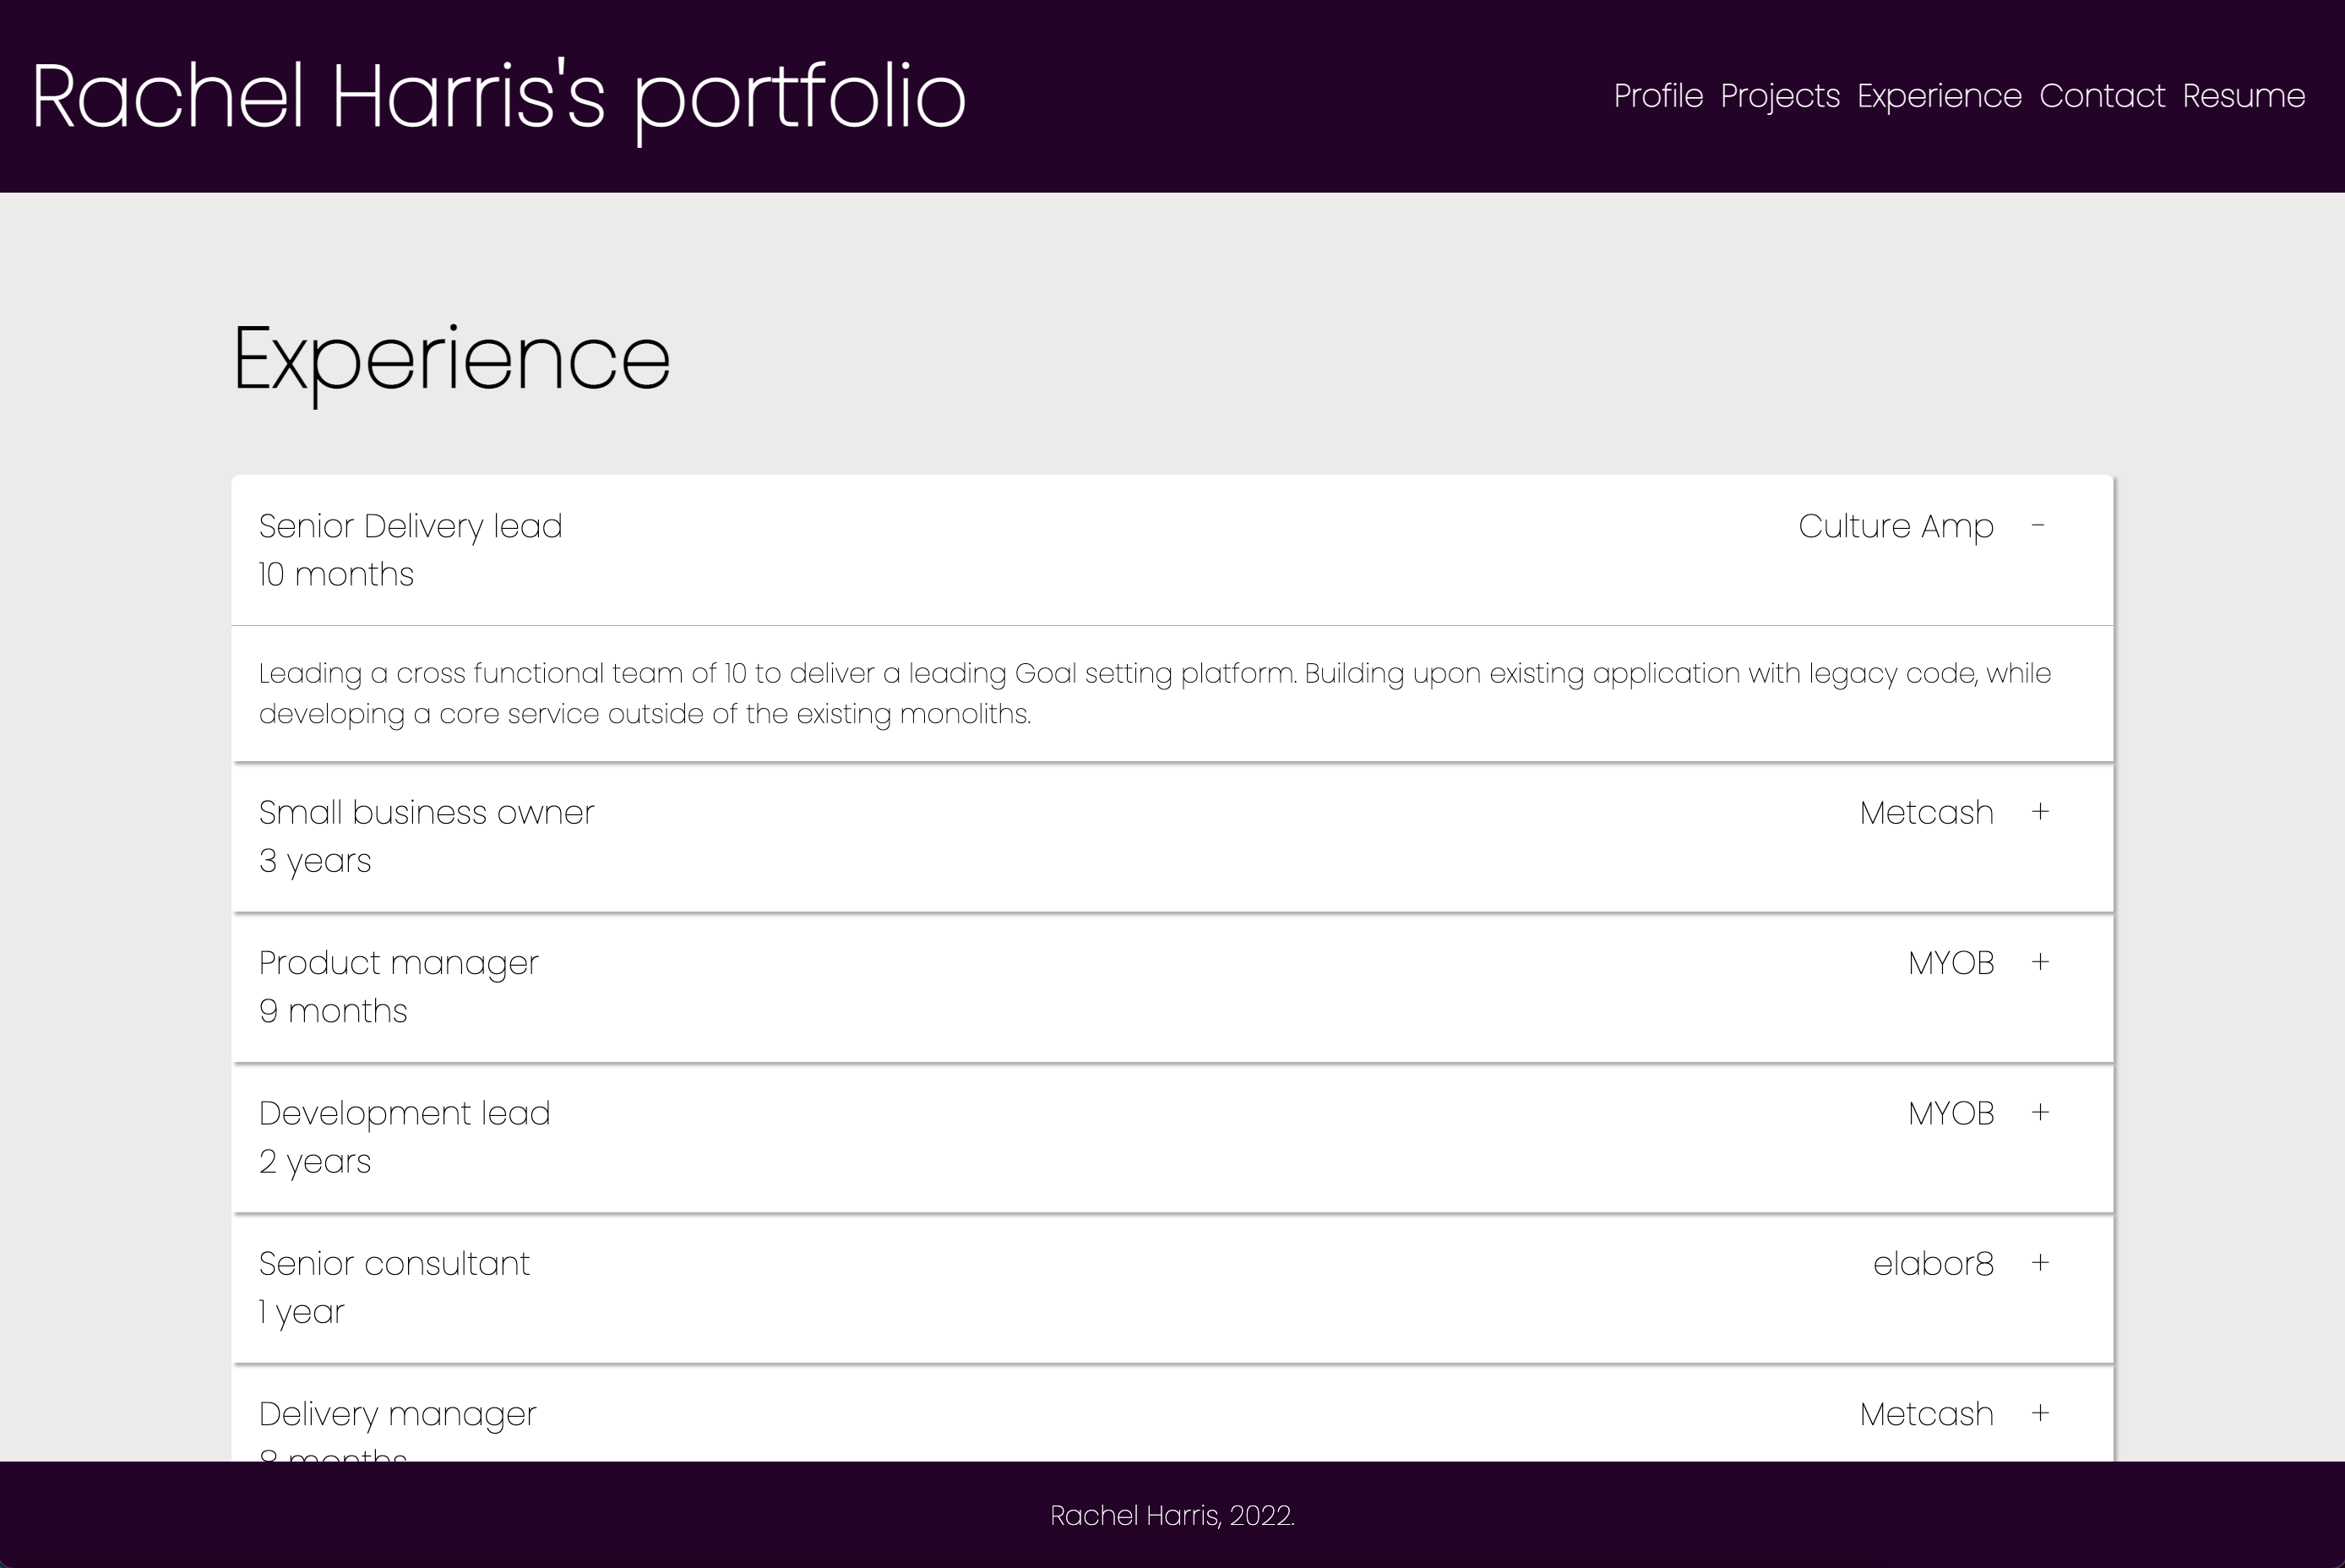 Rachel Harris's portfolio
Profile Projects Experience Contact Resume
Experience
Senior Delivery lead
Culture Amp -
10 months
Leading a cross functional team of 10 to deliver a leading Goal setting platform. Building upon existing application with legacy code, while
developing a core service outside of the existing monoliths.
Small business owner
Metcash +
3 years
Product manager
MYOB +
9 months
Development lead
MYOB +
2 years
Senior consultant
elabor8 +
1 year
Delivery manager
Metcash +
months
Rachel Harris, 2022.